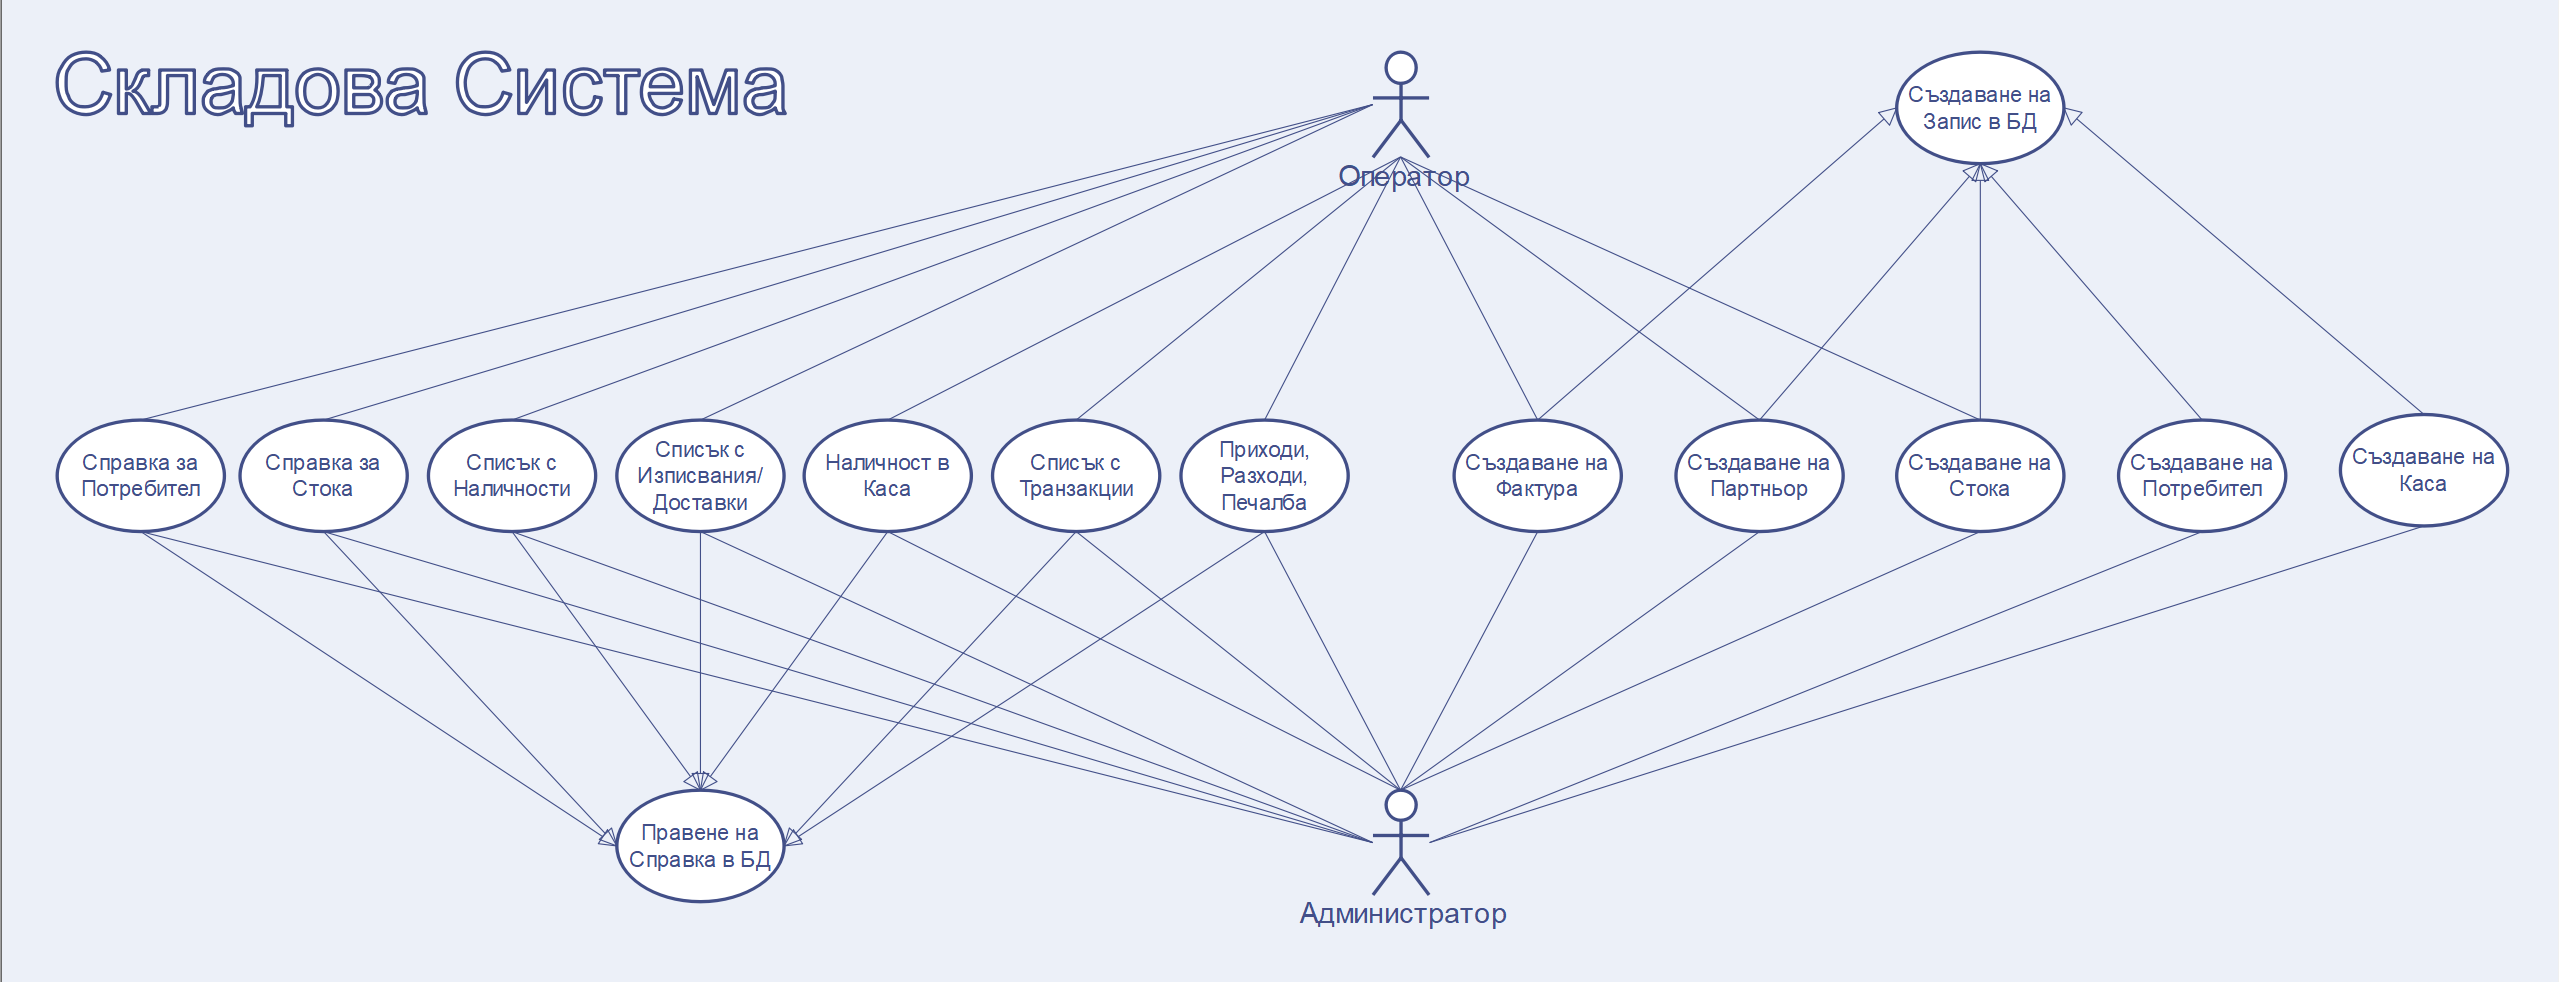 Складова Система
Оператор
Създаване на
Запис в БД
Справка за
Потребител
Справка за
Стока
Списък с
Наличности
Списък с
Изписвания/
Доставки
Наличност в
Каса
Списък с
Транзакции
Приходи,
Разходи,
Печалба
Създаване на
Фактура
Създаване на
Партньор
Създаване на
Стока
Създаване на
Потребител
Създаване на
Каса
Правене на
Справка в БД
Администратор